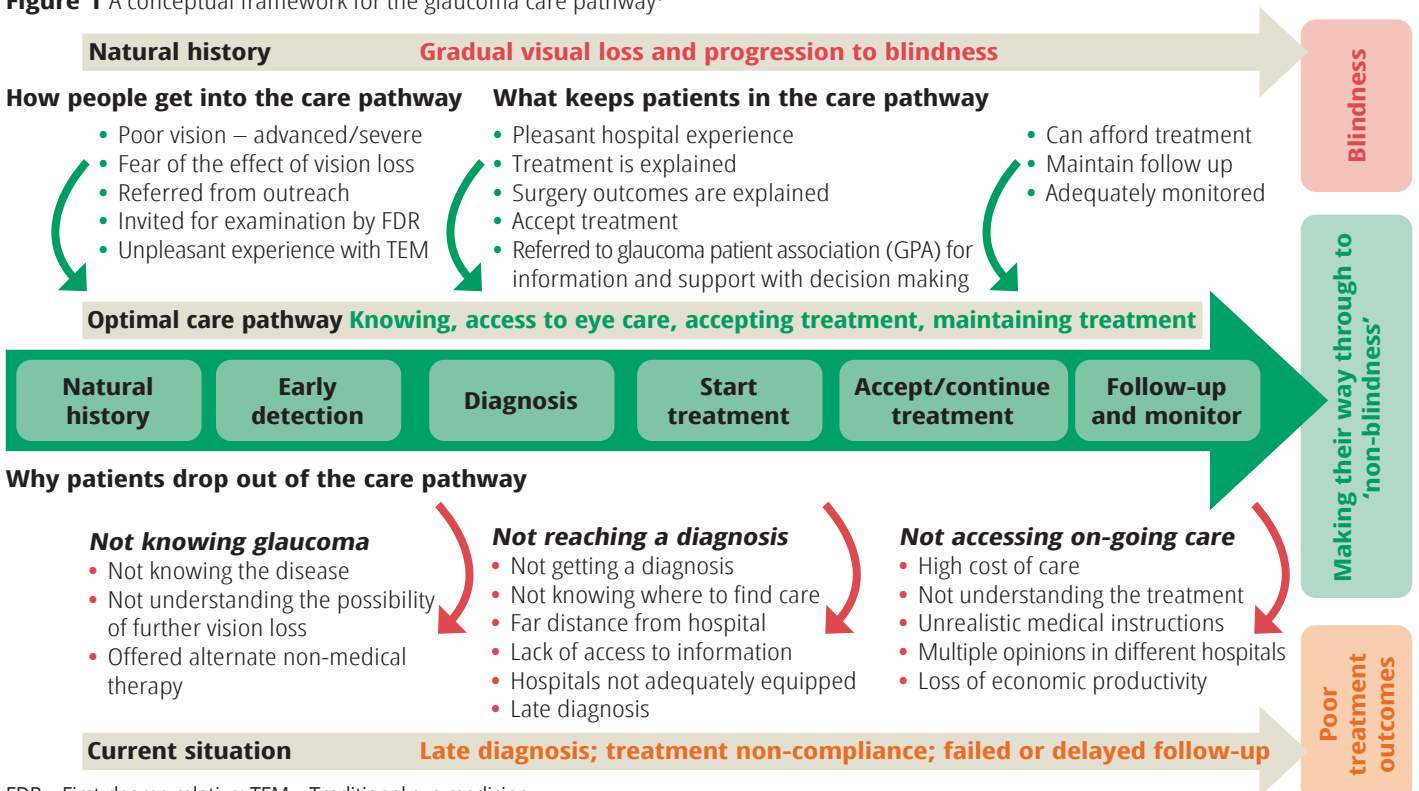 Figure 1 A conceptual framework for the glaucoma care pathway
Natural history Gradual visual loss and progression to blindness
Blindness
How people get into the care pathway
• Poor vision – advanced/severe
• Fear of the effect of vision loss
• Referred from outreach
• Invited for examination by FDR
• Unpleasant experience with TEM
What keeps patients in the care pathway
• Pleasant hospital experience
• Treatment is explained
• Surgery outcomes are explained
• Accept treatment
• Referred to glaucoma patient association (GPA) for
information and support with decision making
• Can afford treatment
• Maintain follow up
• Adequately monitored
Optimal care pathway Knowing, access to eye care, accepting treatment, maintaining treatment
Natural
history
Early
detection
Diagnosis
Start
treatment
Accept/continue
treatment
Follow-up
and monitor
Making their way through to
‘non-blindness’
Why patients drop out of the care pathway
Not knowing glaucoma
• Not knowing the disease
• Not understanding the possibility
of further vision loss
• Offered alternate non-medical
therapy
Not reaching a diagnosis
• Not getting a diagnosis
• Not knowing where to find care
• Far distance from hospital
• Lack of access to information
• Hospitals not adequately equipped
• Late diagnosis
Not accessing on-going care
• High cost of care
• Not understanding the treatment
• Unrealistic medical instructions
• Multiple opinions in different hospitals
• Loss of economic productivity
Current situation Late diagnosis; treatment non-compliance; failed or delayed follow-up
Poor
treatment
outcomes